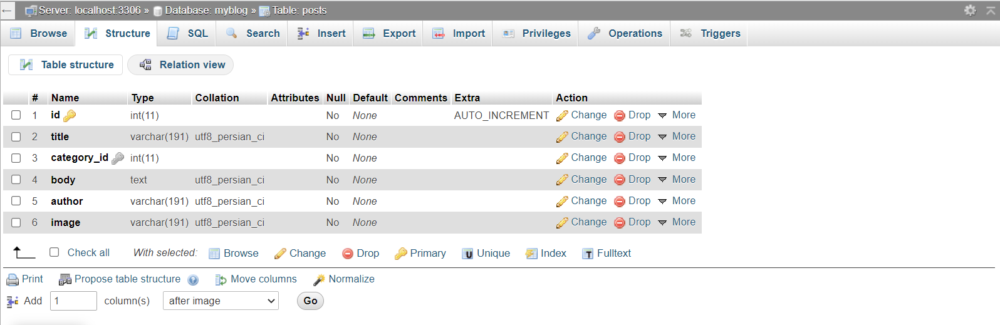 ← Server: localhost:3306 » Database: myblog » Table: posts
Browse Structure SQL Search Insert Export Import Privileges Operations Triggers
Table structure Relation view
# Name Type Collation Attributes Null Default Comments Extra Action
1 id int(11) No None AUTO_INCREMENT Change Drop More
2 title varchar(191) utf8_persian_ci No None Change Drop More
3 category_id int(11) No None Change Drop More
4 body text utf8_persian_ci No None Change Drop More
5 author varchar(191) utf8_persian_ci No None Change Drop More
6 image varchar(191) utf8_persian_ci No None Change Drop More
Check all With selected: Browse Change Drop Primary Unique Index Fulltext
Print Propose table structure Move columns Normalize
Add 1 column(s) after image Go